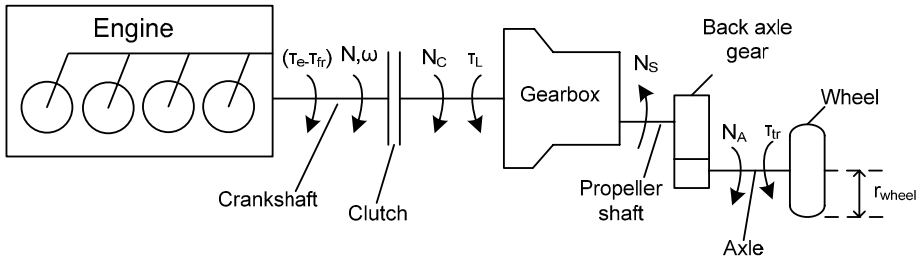 Engine
(τe-τfr)
N,ω
NC
τL
Gearbox
NS
Back axle
gear
NA
τtr
Wheel
rwheel
Crankshaft
Clutch
Propeller
shaft
Axle